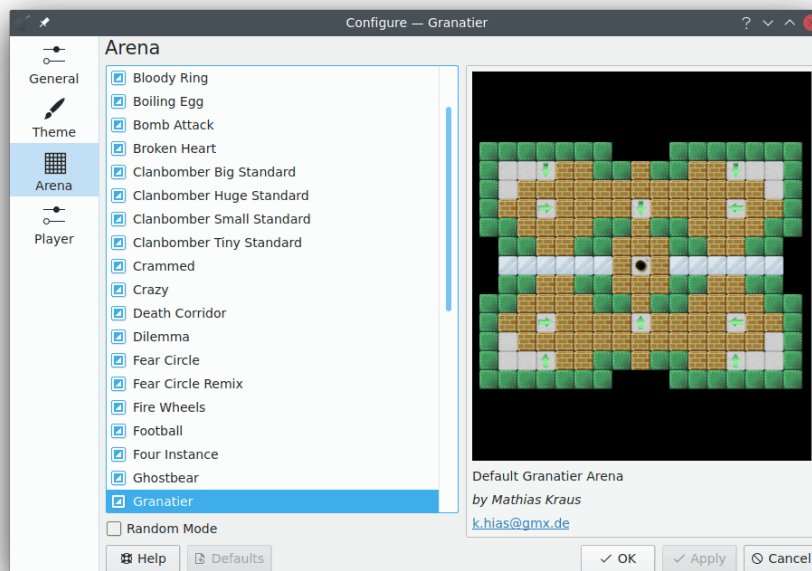 Configure — Granatier
?
General
Theme
Arena
Player
Arena
Bloody Ring
Boiling Egg
Bomb Attack
Broken Heart
Clanbomber Big Standard
Clanbomber Huge Standard
Clanbomber Small Standard
Clanbomber Tiny Standard
Crammed
Crazy
Death Corridor
Dilemma
Fear Circle
Fear Circle Remix
Fire Wheels
Football
Four Instance
Ghostbear
Granatier
Random Mode
Default Granatier Arena
by Mathias Kraus
k.hias@gmx.de
Help
Defaults
OK
Apply
Cancel